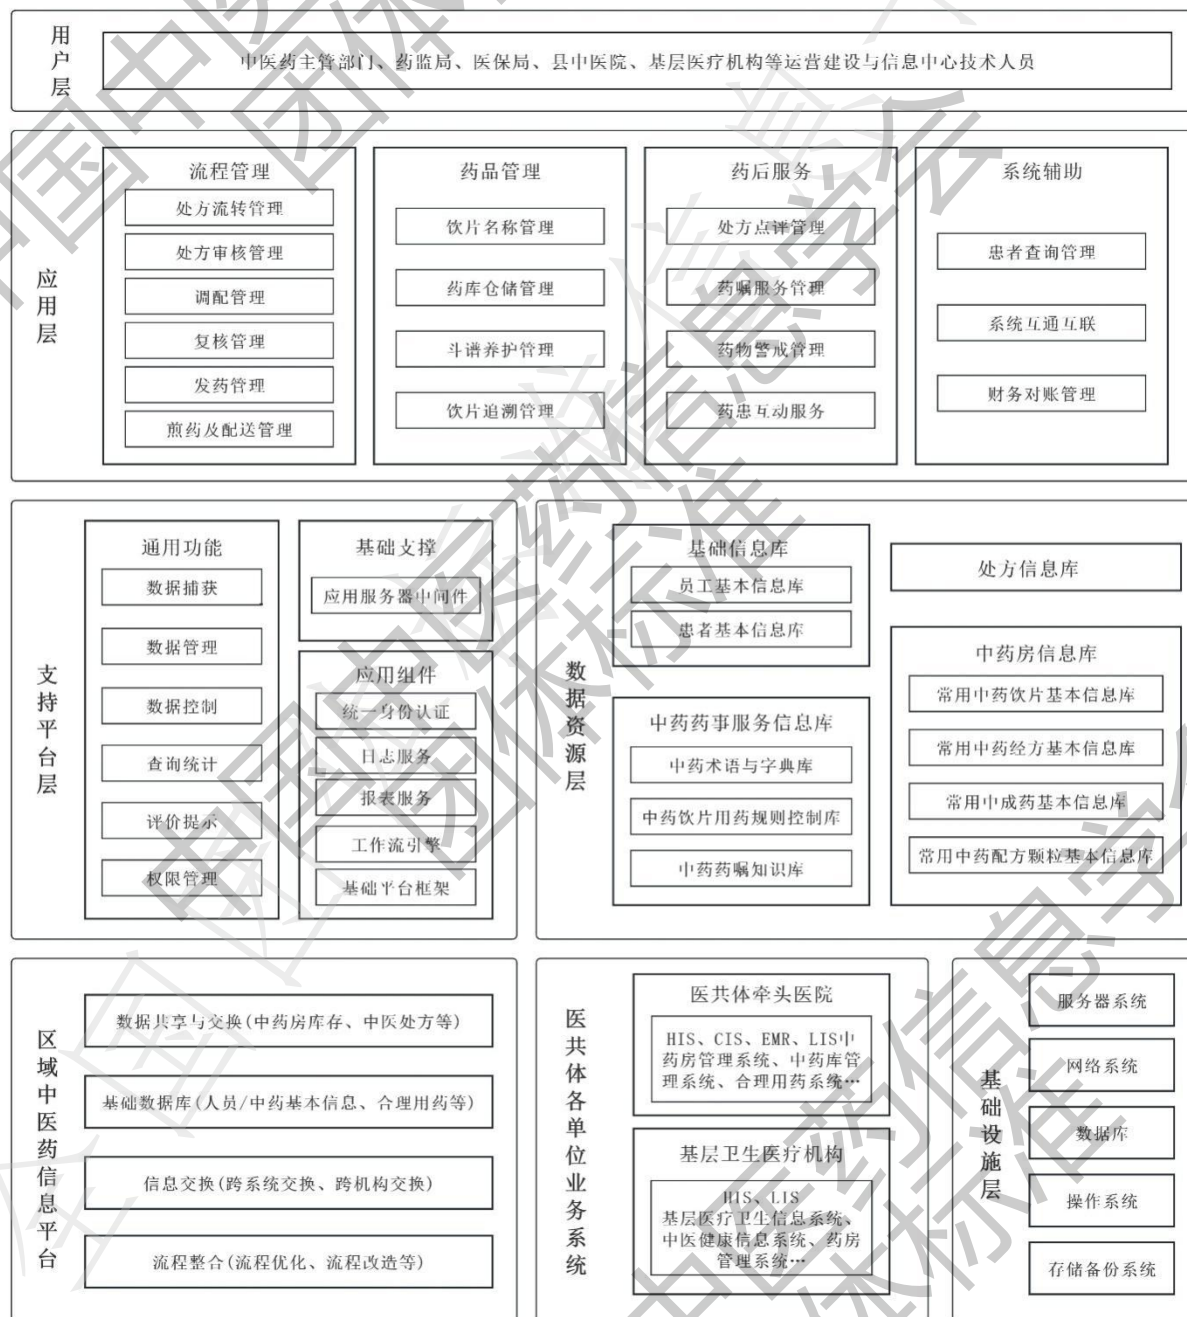 用户层
中医药主管部门、药监局、医保局、县中医院、基层医疗机构等运营建设与信息中心技术人员
应用层
流程管理
处方流转管理
处方审核管理
调配管理
复核管理
发药管理
煎药及配送管理
药品管理
饮片名称管理
药库仓储管理
斗谱养护管理
饮片追溯管理
药后服务
处方点评管理
药嘱服务管理
药物警戒管理
药患互动服务
系统辅助
患者查询管理
系统互通互联
财务对账管理
支持平台层
通用功能
数据捕获
数据管理
数据控制
查询统计
评价提示
权限管理
基础支撑
应用服务器中间件
应用组件
统一身份认证
日志服务
报表服务
工作流引擎
基础平台框架
数据资源层
基础信息库
员工基本信息库
患者基本信息库
中药药事服务信息库
中药术语与字典库
中药饮片用药规则控制库
中药药嘱知识库
处方信息库
中药房信息库
常用中药饮片基本信息库
常用中药经方基本信息库
常用中成药基本信息库
常用中药配方颗粒基本信息库
区域中医药信息平台
数据共享与交换(中药房库存、中医处方等)
基础数据库(人员/中药基本信息、合理用药等)
信息交换(跨系统交换、跨机构交换)
流程整合(流程优化、流程改造等)
医共体各单位业务系统
医共体牵头医院
HIS、CIS、EMR、LIS中
药房管理系统、中药库管
理系统、合理用药系统…
基层卫生医疗机构
HIS、LIS
基层医疗卫生信息系统、
中医健康信息系统、药房
管理系统…
基础设施层
服务器系统
网络系统
数据库
操作系统
存储备份系统
中国中医药信息学会
团体标准